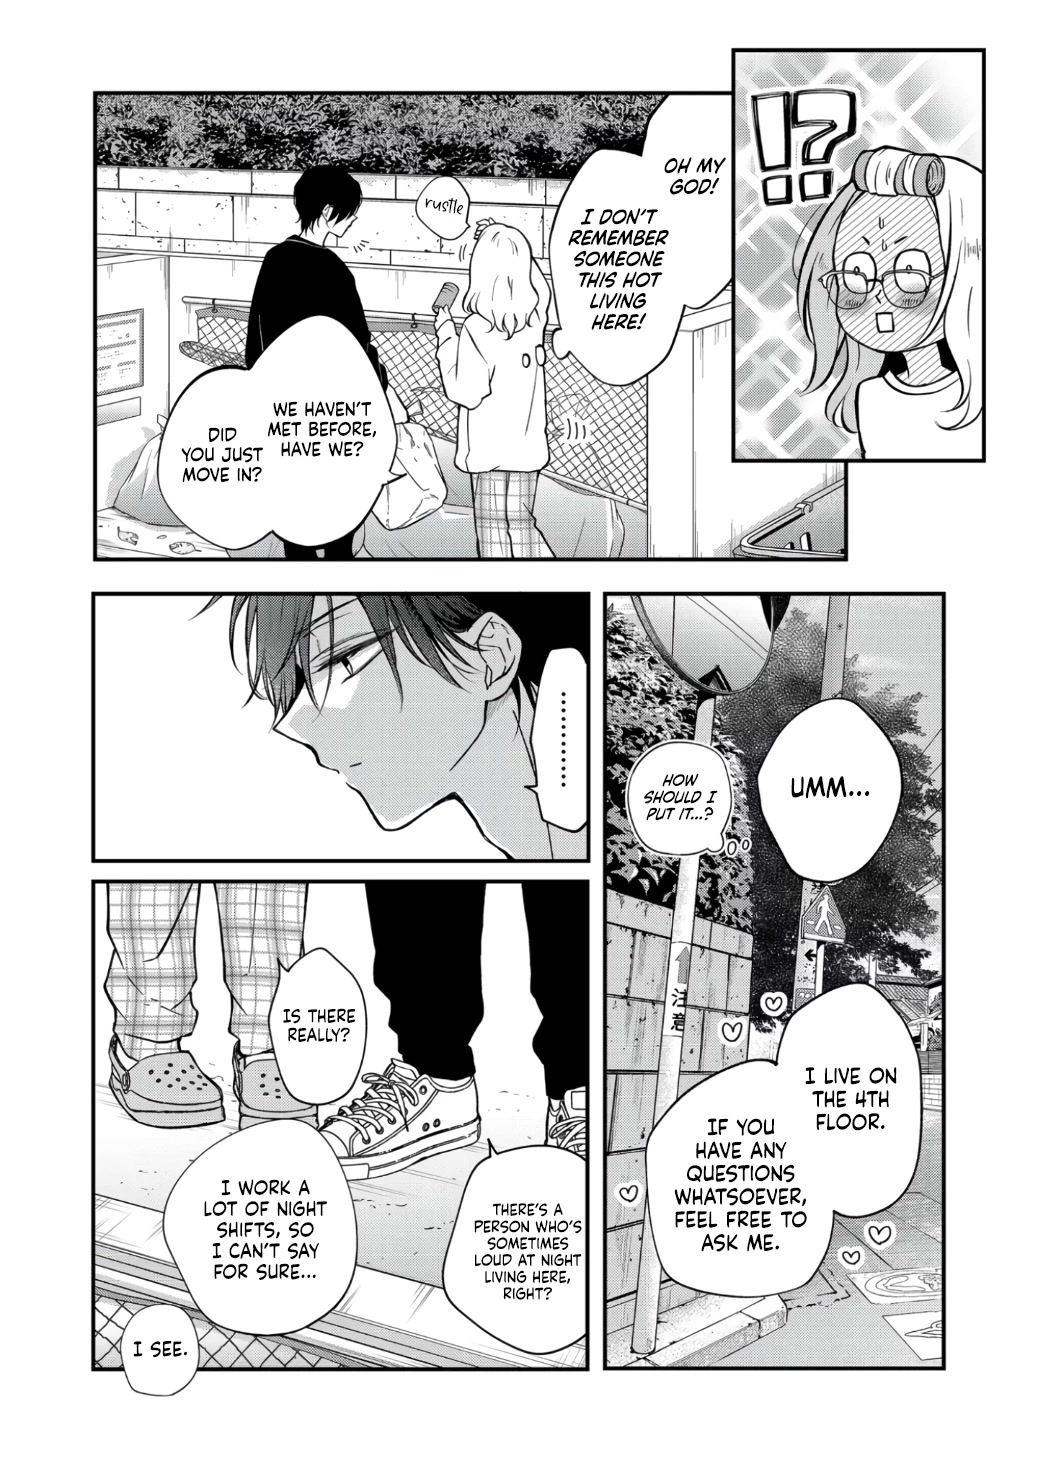 !?
OH MY
GOD!
I DON'T
REMEMBER
SOMEONE
THIS HOT
LIVING
HERE!
rustle
WE HAVEN'T
MET BEFORE,
HAVE WE?
DID
YOU JUST
MOVE IN?
UMM...
HOW
SHOULD I
PUT IT...?
注意
I LIVE ON
THE 4TH
FLOOR.
IF YOU
HAVE ANY
QUESTIONS
WHATSOEVER,
FEEL FREE TO
ASK ME.
..........
THERE'S A
PERSON WHO'S
SOMETIMES
LOUD AT NIGHT
LIVING HERE,
RIGHT?
IS THERE
REALLY?
I WORK A
LOT OF NIGHT
SHIFTS, SO
I CAN'T SAY
FOR SURE...
I SEE.